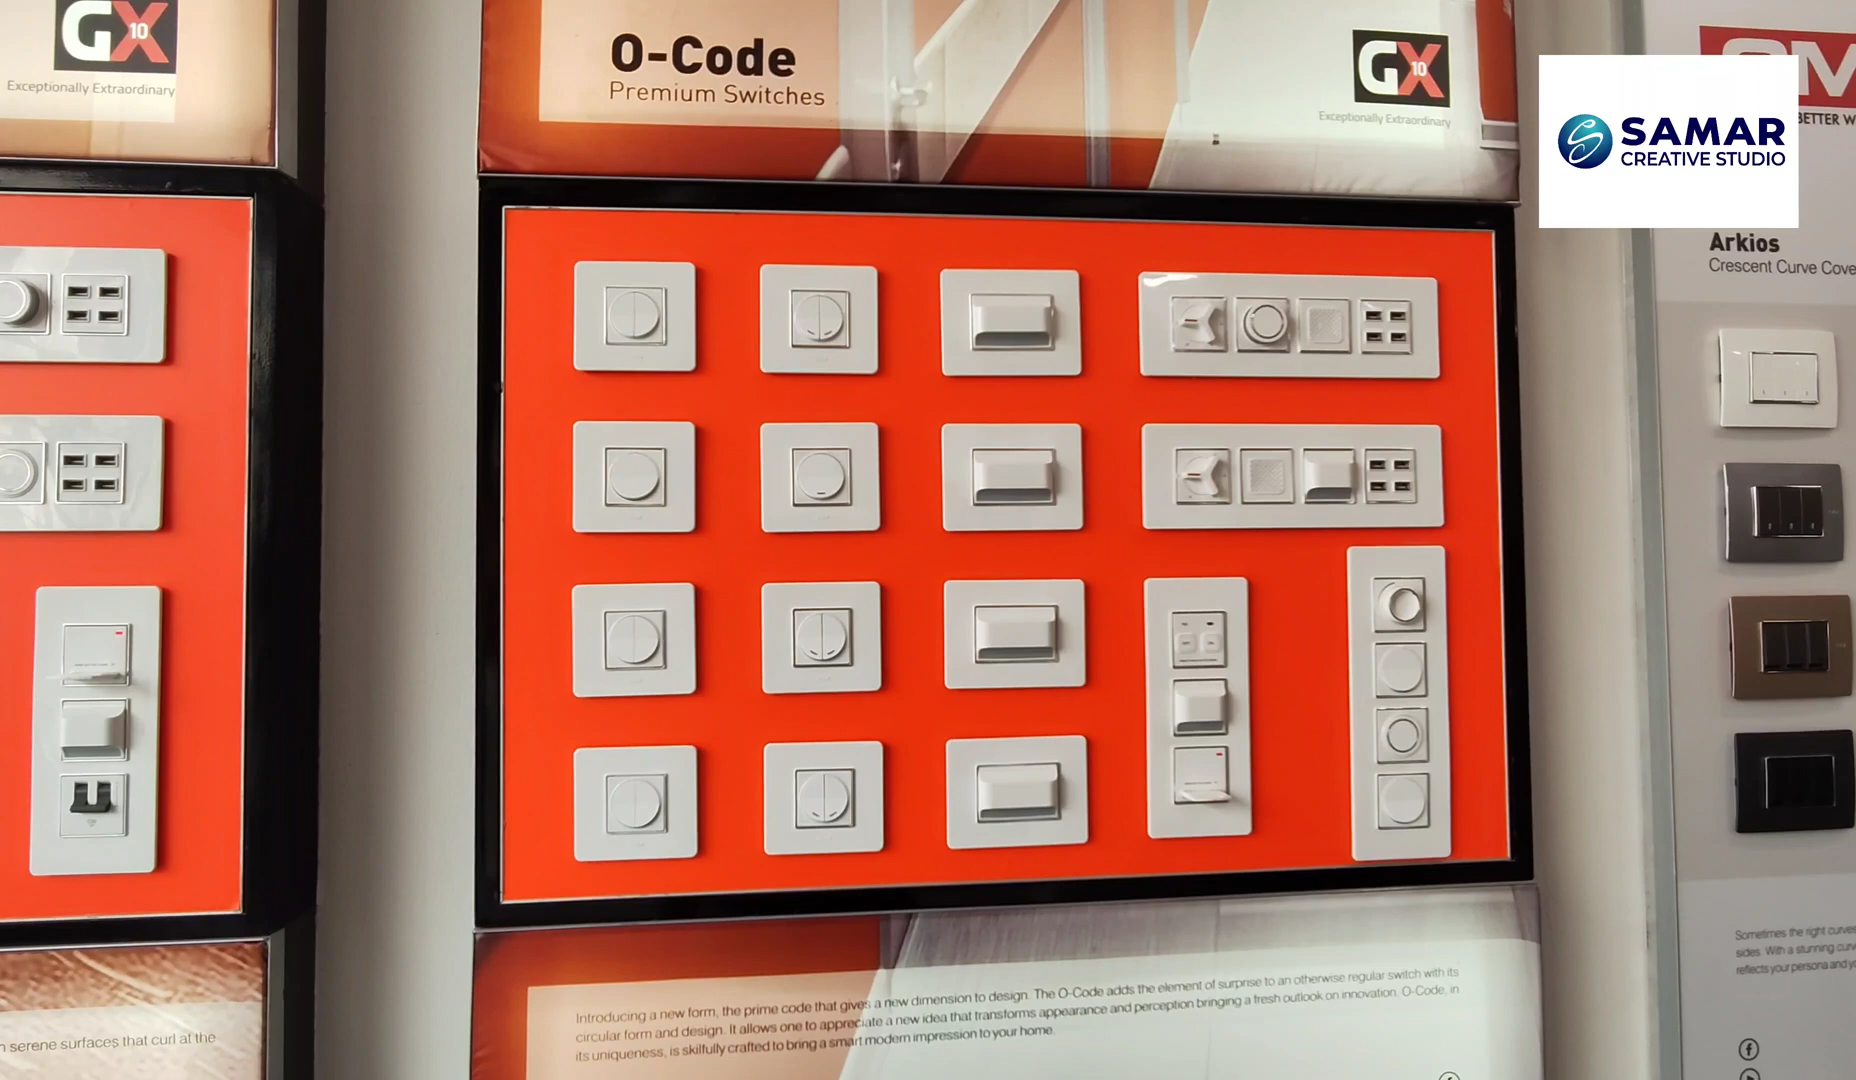 GX
10
Exceptionally Extraordinary
O-Code
Premium Switches
GX
10
Exceptionally Extraordinary
SAMAR
CREATIVE STUDIO
BETTER W
Arkios
Crescent Curve Cove
Introducing a new form, the prime code that gives a new dimension to design. The O-Code adds the element of surprise to an otherwise regular switch with its
circular form and design. It allows one to appreciate a new idea that transforms appearance and perception bringing a fresh outlook on innovation. O-Code, in
its uniqueness, is skilfully crafted to bring a smart modern impression to your home.
n serene surfaces that curl at the
Sometimes the right curves
sides. With a stunning curv
reflects your persona and yo